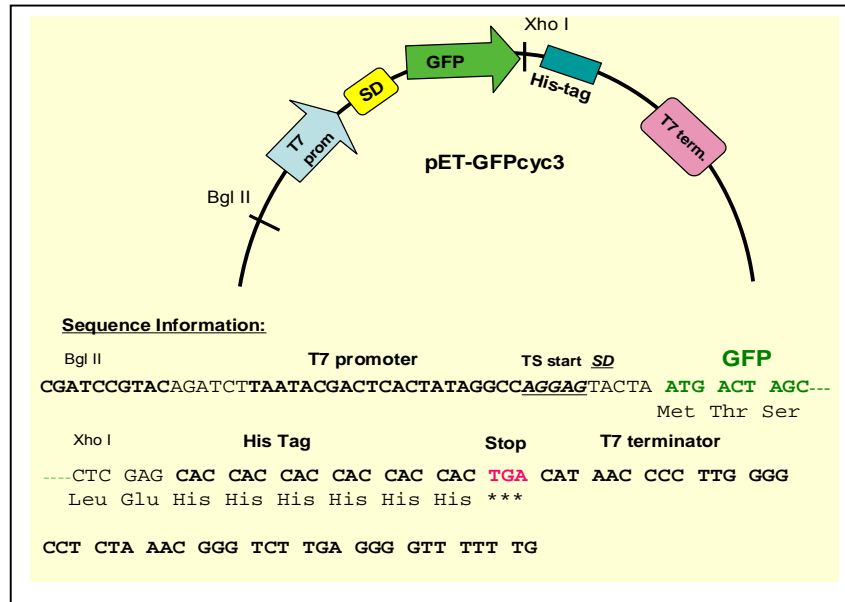 Xho I
GFP
His-tag
SD
T7 prom
T7 term.
pET-GFPcyc3
Bgl II
Sequence Information:
Bgl II T7 promoter TS start SD GFP
CGATCCGTACAGATCTTAATACGACTCACTATAGGCCAGGAGTACTA ATG ACT AGC---
Met Thr Ser
Xho I His Tag Stop T7 terminator
----CTC GAG CAC CAC CAC CAC CAC CAC TGA CAT AAC CCC TTG GGG
Leu Glu His His His His His His ***
CCT CTA AAC GGG TCT TGA GGG GTT TTT TG